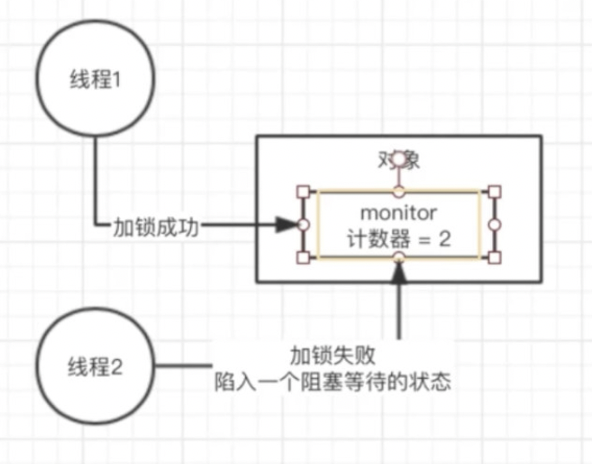 线程1
对象
加锁成功
monitor
计数器 = 2
线程2
加锁失败
陷入一个阻塞等待的状态